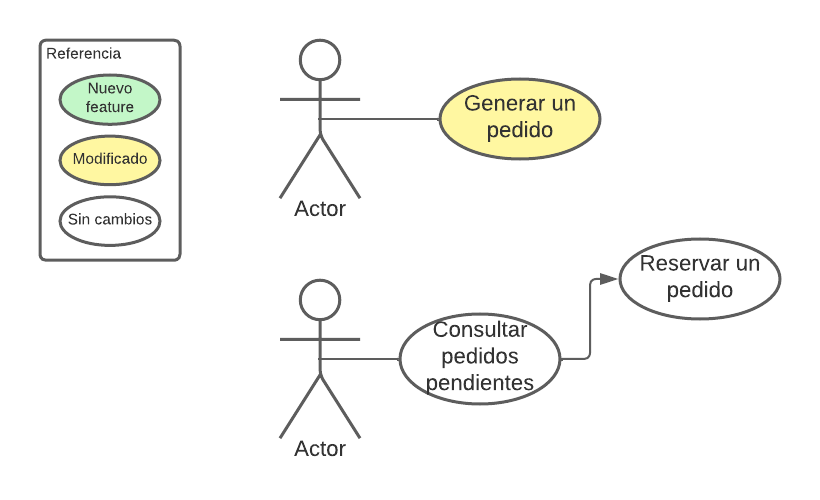 Referencia
Nuevo
feature
Modificado
Sin cambios
Generar un
pedido
Actor
Reservar un
pedido
Consultar
pedidos
pendientes
Actor